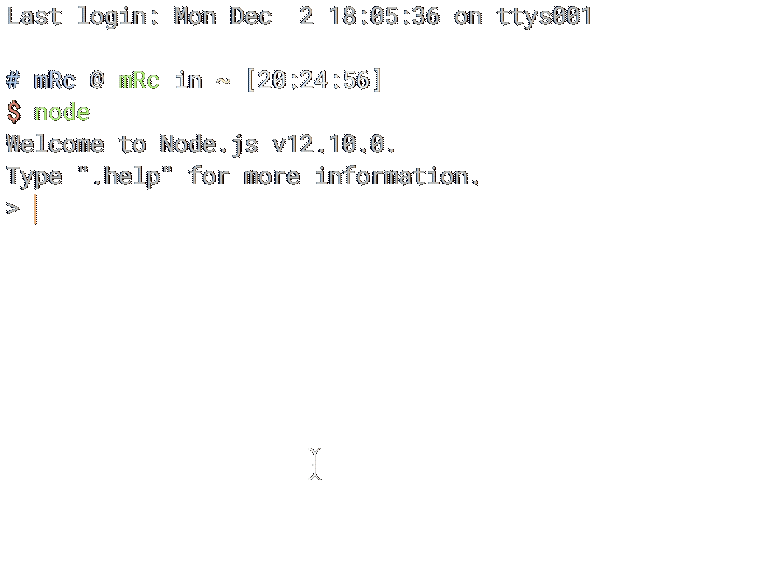 Last login: Mon Dec  2 18:05:36 on ttys001
# mRc @ mRc in ~ [20:24:56]
$ node
Welcome to Node.js v12.10.0.
Type ".help" for more information.
>